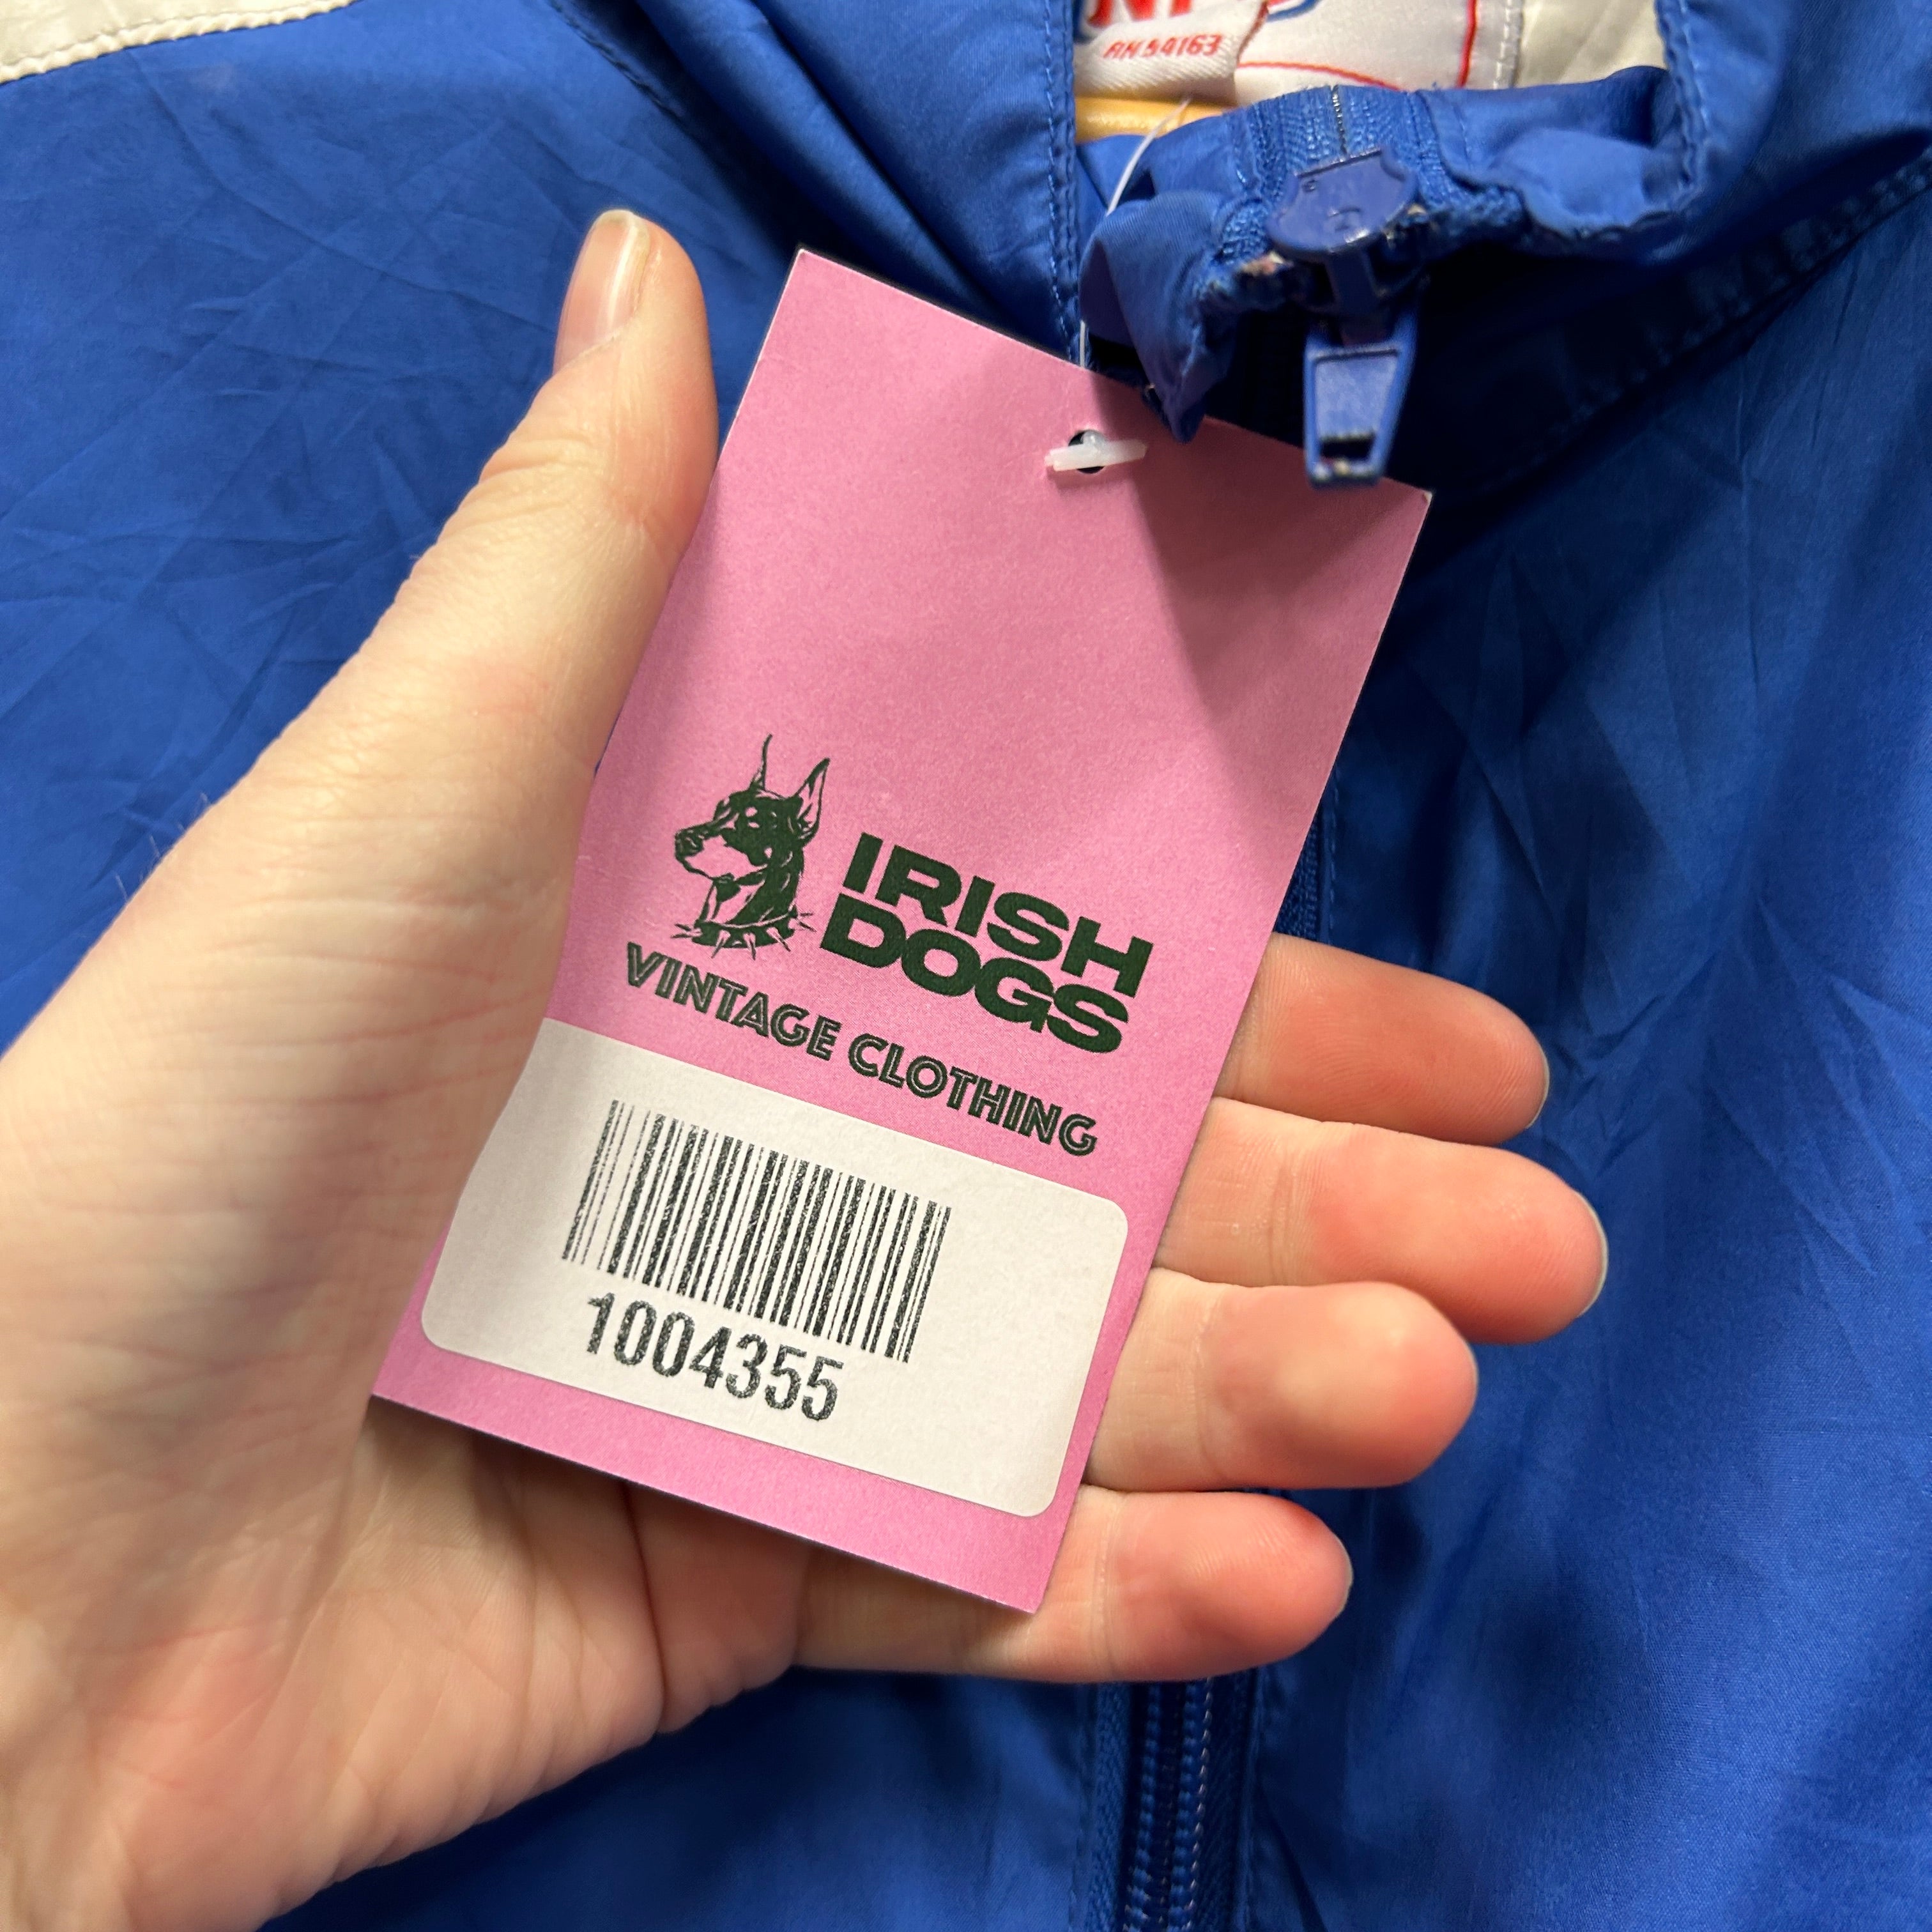 RN 54163
IRISH
DOGS
VINTAGE CLOTHING
1004355